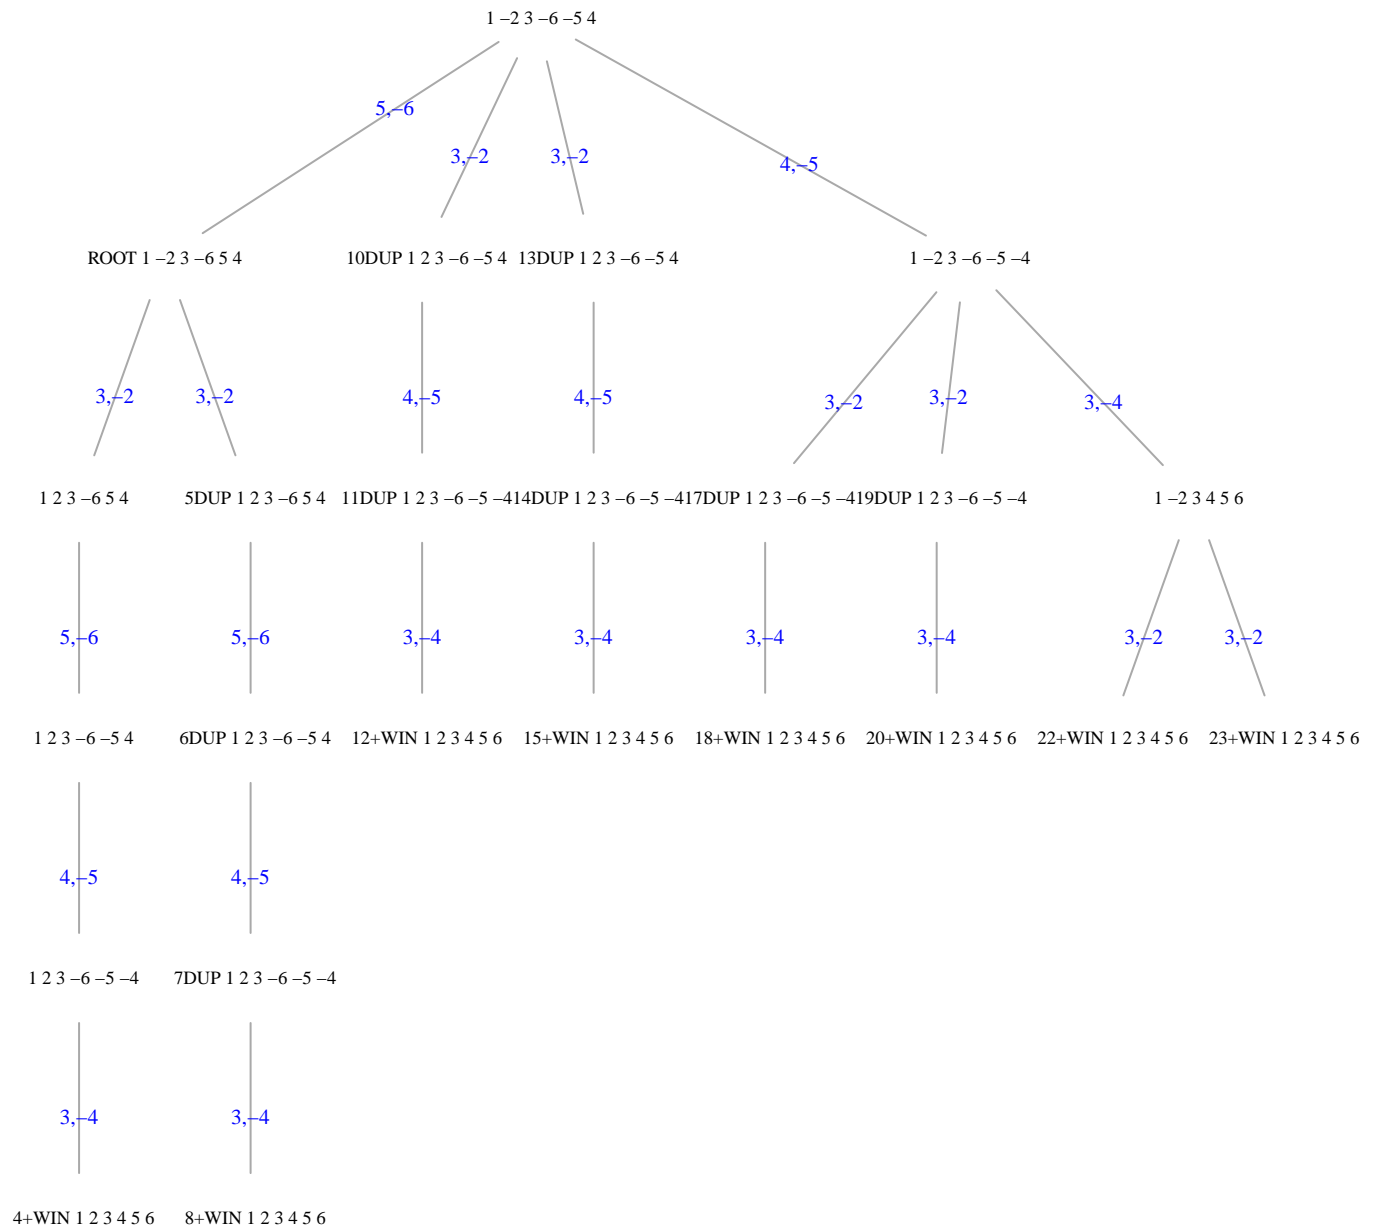 1 –2 3 –6 –5 4
5,–6
3,–2
3,–2
4,–5
ROOT 1 –2 3 –6 5 4
10DUP 1 2 3 –6 –5 4
13DUP 1 2 3 –6 –5 4
1 –2 3 –6 –5 –4
3,–2
3,–2
4,–5
4,–5
3,–2
3,–2
3,–4
1 2 3 –6 5 4
5DUP 1 2 3 –6 5 4
11DUP 1 2 3 –6 –5 –4
14DUP 1 2 3 –6 –5 –4
17DUP 1 2 3 –6 –5 –4
19DUP 1 2 3 –6 –5 –4
1 –2 3 4 5 6
5,–6
5,–6
3,–4
3,–4
3,–4
3,–4
3,–2
3,–2
1 2 3 –6 –5 4
6DUP 1 2 3 –6 –5 4
12+WIN 1 2 3 4 5 6
15+WIN 1 2 3 4 5 6
18+WIN 1 2 3 4 5 6
20+WIN 1 2 3 4 5 6
22+WIN 1 2 3 4 5 6
23+WIN 1 2 3 4 5 6
4,–5
4,–5
1 2 3 –6 –5 –4
7DUP 1 2 3 –6 –5 –4
3,–4
3,–4
4+WIN 1 2 3 4 5 6
8+WIN 1 2 3 4 5 6